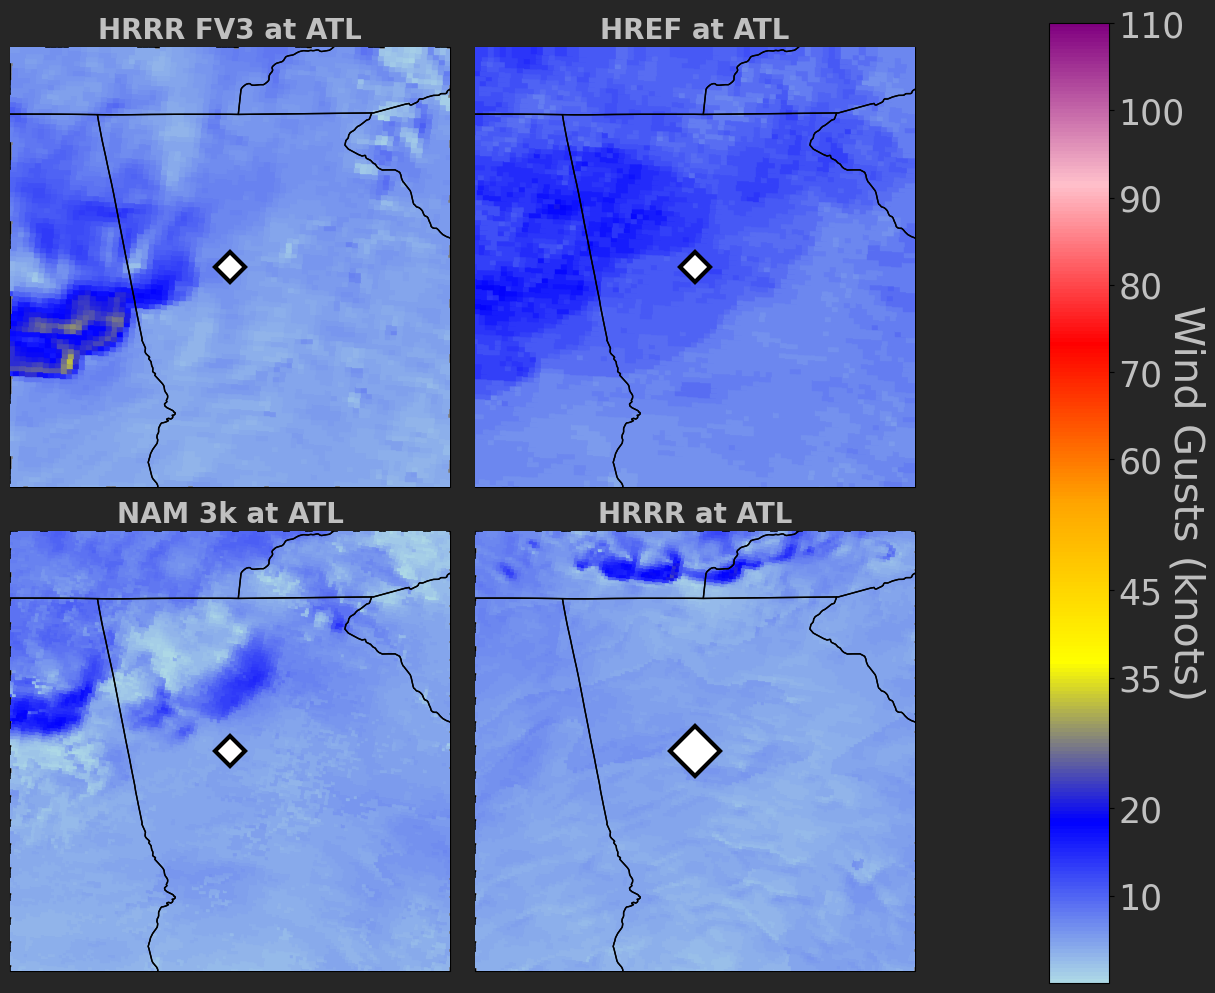 HRRR FV3 at ATL
HREF at ATL
NAM 3k at ATL
HRRR at ATL
110
100
90
80
70
60
45
35
20
10
Wind Gusts (knots)